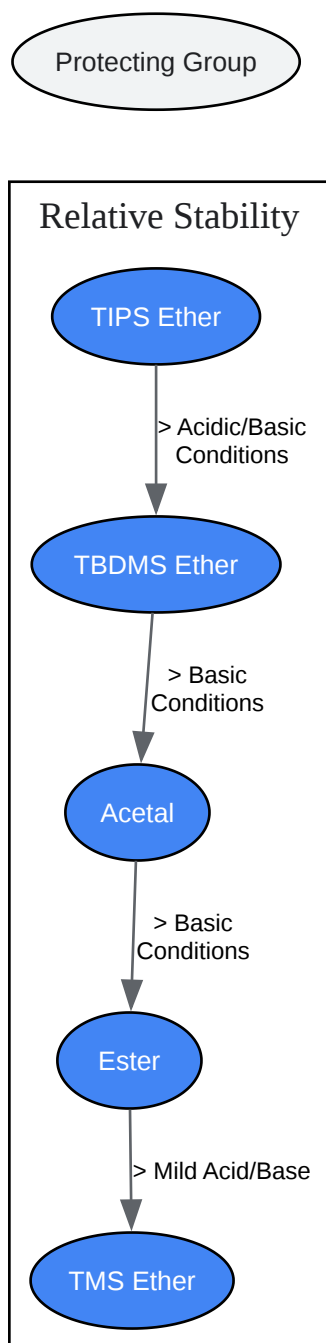 Protecting Group
Relative Stability
TIPS Ether
> Acidic/Basic
Conditions
TBDMS Ether
> Basic
Conditions
Acetal
> Basic
Conditions
Ester
> Mild Acid/Base
TMS Ether